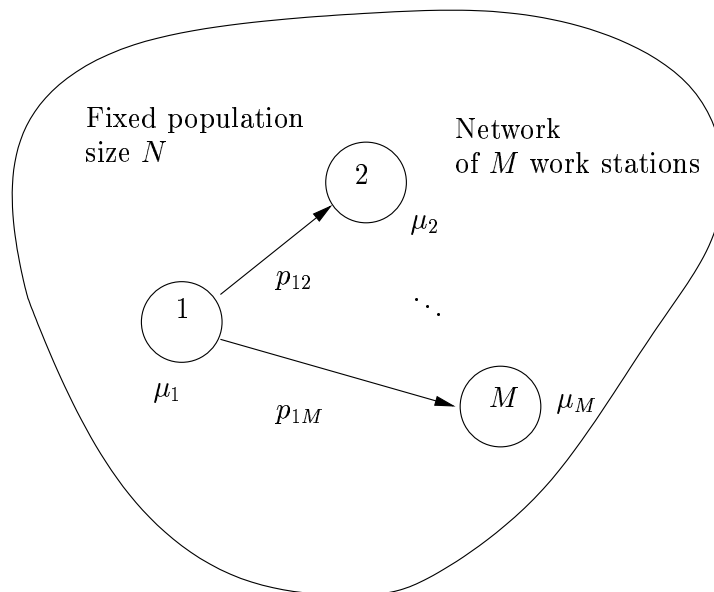 Fixed population
size N
Network
of M work stations
2
μ₂
p₁₂
1
⋱
μ₁
p₁M
M
μM